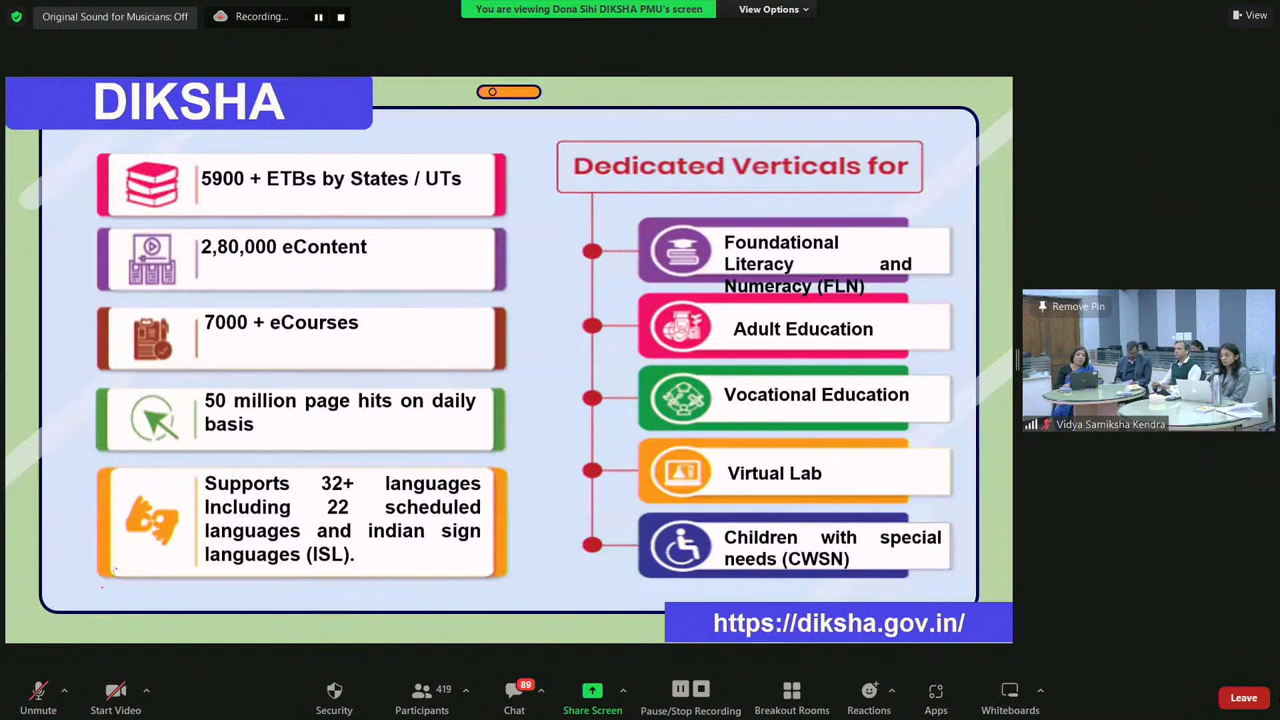 Original Sound for Musicians: Off
Recording...
You are viewing Dona Sihi DIKSHA PMU's screen
View Options
View
DIKSHA
5900 + ETBs by States / UTs
2,80,000 eContent
7000 + eCourses
50 million page hits on daily
basis
Supports 32+ languages
Including 22 scheduled
languages and indian sign
languages (ISL).
Dedicated Verticals for
Foundational
Literacy and
Numeracy (FLN)
Adult Education
Vocational Education
Virtual Lab
Children with special
needs (CWSN)
https://diksha.gov.in/
Remove Pin
Vidya Samiksha Kendra
Unmute
Start Video
Security
419
Participants
89
Chat
Share Screen
Pause/Stop Recording
Breakout Rooms
Reactions
Apps
Whiteboards
Leave